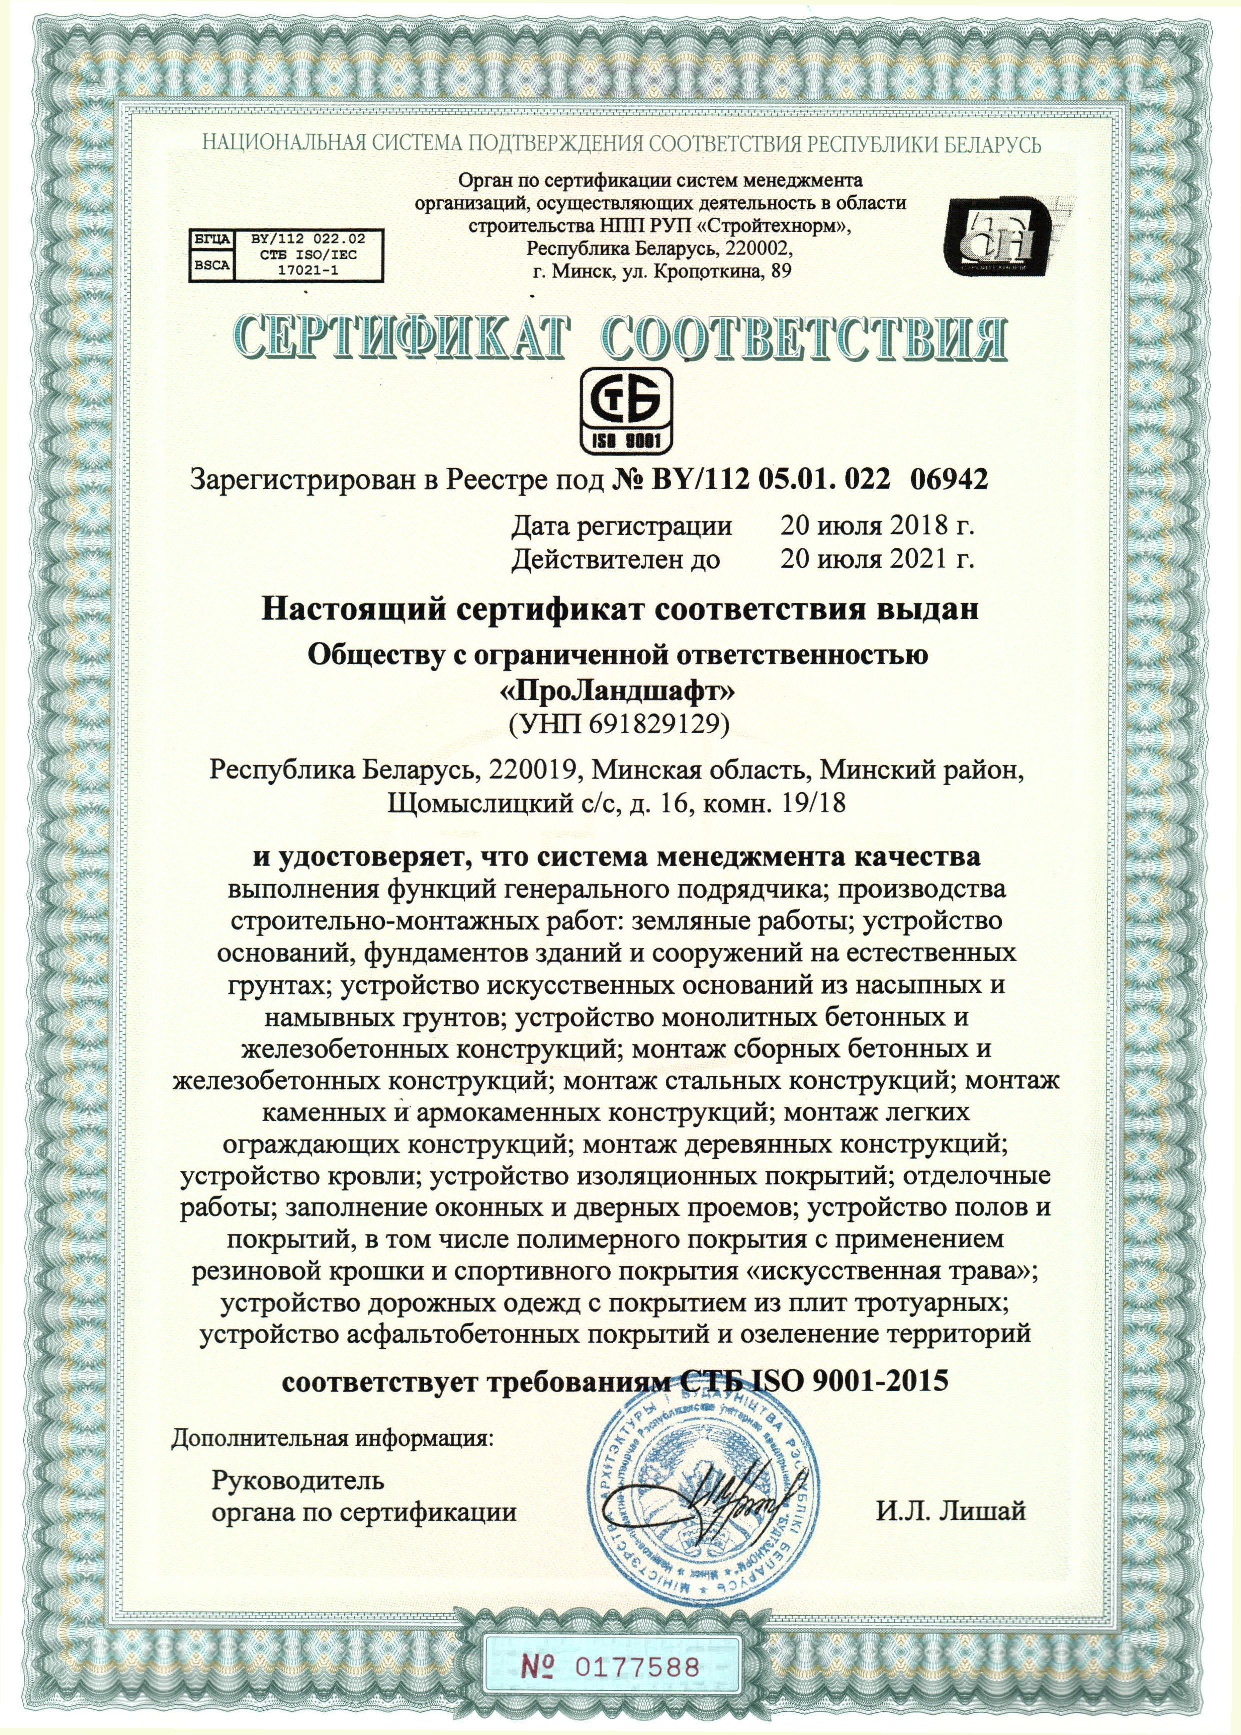 НАЦИОНАЛЬНАЯ СИСТЕМА ПОДТВЕРЖДЕНИЯ СООТВЕТСТВИЯ РЕСПУБЛИКИ БЕЛАРУСЬ
Орган по сертификации систем менеджмента
организаций, осуществляющих деятельность в области
строительства НПП РУП «Стройтехнорм»,
Республика Беларусь, 220002,
г. Минск, ул. Кропоткина, 89
БГЦА BY/112 022.02
СТБ ISO/IEC
BSCA 17021-1
СН
СЕРТИФИКАТ СООТВЕТСТВИЯ
СТБ
ISO 9001
Зарегистрирован в Реестре под № BY/112 05.01. 022 06942
Дата регистрации 20 июля 2018 г.
Действителен до 20 июля 2021 г.
Настоящий сертификат соответствия выдан
Обществу с ограниченной ответственностью
«ПроЛандшафт»
(УНП 691829129)
Республика Беларусь, 220019, Минская область, Минский район,
Щомыслицкий с/с, д. 16, комн. 19/18
и удостоверяет, что система менеджмента качества
выполнения функций генерального подрядчика; производства
строительно-монтажных работ: земляные работы; устройство
оснований, фундаментов зданий и сооружений на естественных
грунтах; устройство искусственных оснований из насыпных и
намывных грунтов; устройство монолитных бетонных и
железобетонных конструкций; монтаж сборных бетонных и
железобетонных конструкций; монтаж стальных конструкций; монтаж
каменных и армокаменных конструкций; монтаж легких
ограждающих конструкций; монтаж деревянных конструкций;
устройство кровли; устройство изоляционных покрытий; отделочные
работы; заполнение оконных и дверных проемов; устройство полов и
покрытий, в том числе полимерного покрытия с применением
резиновой крошки и спортивного покрытия «искусственная трава»;
устройство дорожных одежд с покрытием из плит тротуарных;
устройство асфальтобетонных покрытий и озеленение территорий
соответствует требованиям СТБ ISO 9001-2015
Дополнительная информация:
Руководитель
органа по сертификации
И.Л. Лишай
МІНІСТЭРСТВА АРХІТЭКТУРЫ І БУДАЎНІЦТВА РЭСПУБЛІКІ БЕЛАРУСЬ
№ 0177588